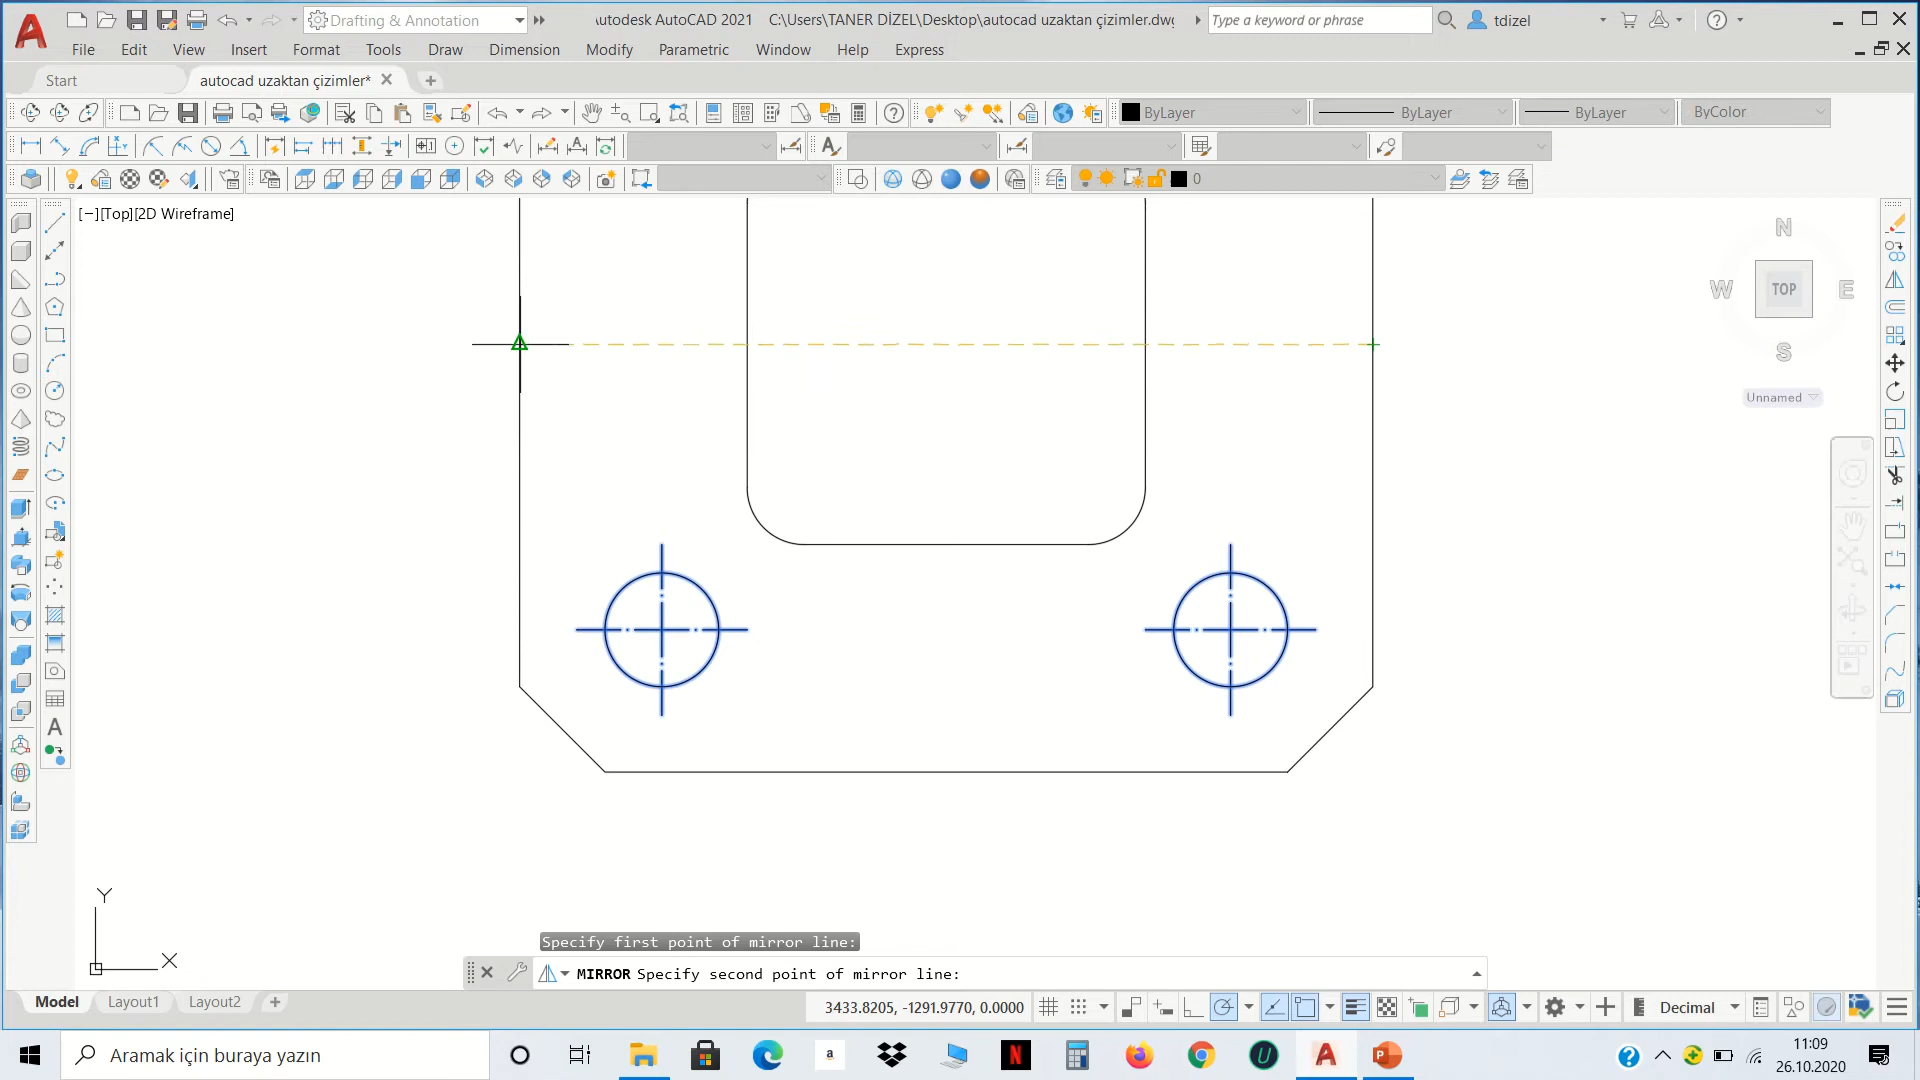 Drafting & Annotation
utodesk AutoCAD 2021 C:\Users\TANER DİZEL\Desktop\autocad uzaktan çizimler.dwg
Type a keyword or phrase
tdizel
File Edit View Insert Format Tools Draw Dimension Modify Parametric Window Help Express
Start
autocad uzaktan çizimler*
ByLayer
ByLayer
ByLayer
ByColor
0
[−][Top][2D Wireframe]
N
W
TOP
E
S
Unnamed
A
Y
X
Specify first point of mirror line:
MIRROR Specify second point of mirror line:
Model Layout1 Layout2
3433.8205, -1291.9770, 0.0000
Decimal
Aramak için buraya yazın
11:09
26.10.2020